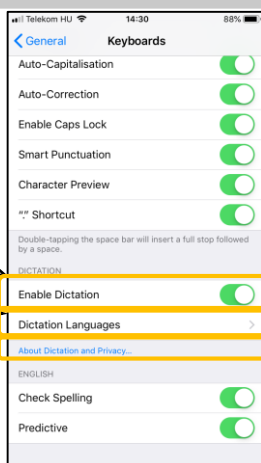 Telekom HU 14:30 88%
General Keyboards
Auto-Capitalisation
Auto-Correction
Enable Caps Lock
Smart Punctuation
Character Preview
“.” Shortcut
Double-tapping the space bar will insert a full stop followed
by a space.
DICTATION
Enable Dictation
Dictation Languages
About Dictation and Privacy...
ENGLISH
Check Spelling
Predictive